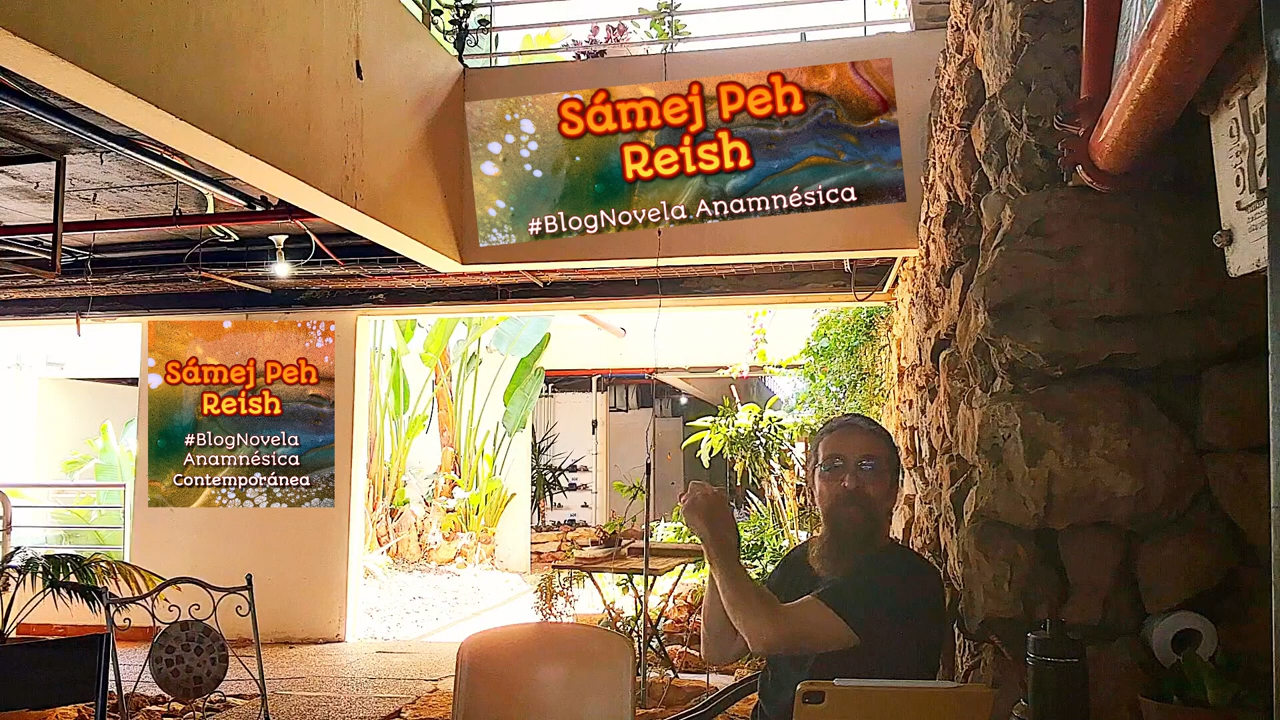 Sámej Peh
Reish
#BlogNovela Anamnésica
Sámej Peh
Reish
#BlogNovela
Anamnésica
Contemporánea